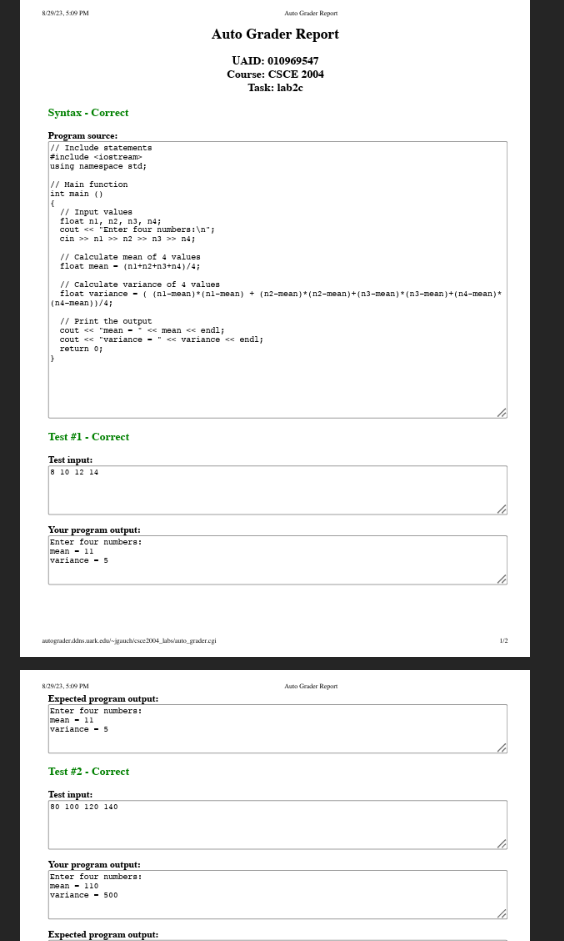 8/29/23, 5:09 PM Auto Grader Report
Auto Grader Report
UAID: 010969547
Course: CSCE 2004
Task: lab2c
Syntax - Correct
Program source:
// Include statements
#include <iostream>
using namespace std;
// Main function
int main ()
{
// Input values
float n1, n2, n3, n4;
cout << "Enter four numbers:\n";
cin >> n1 >> n2 >> n3 >> n4;
// Calculate mean of 4 values
float mean = (n1+n2+n3+n4)/4;
// Calculate variance of 4 values
float variance = ( (n1-mean)*(n1-mean) + (n2-mean)*(n2-mean)+(n3-mean)*(n3-mean)+(n4-mean)*
(n4-mean))/4;
// Print the output
cout << "mean = " << mean << endl;
cout << "variance = " << variance << endl;
return 0;
}
Test #1 - Correct
Test input:
8 10 12 14
Your program output:
Enter four numbers:
mean = 11
variance = 5
autograder.ddns.uark.edu/~jgauch/csce2004_labs/auto_grader.cgi 1/2
8/29/23, 5:09 PM Auto Grader Report
Expected program output:
Enter four numbers:
mean = 11
variance = 5
Test #2 - Correct
Test input:
80 100 120 140
Your program output:
Enter four numbers:
mean = 110
variance = 500
Expected program output: